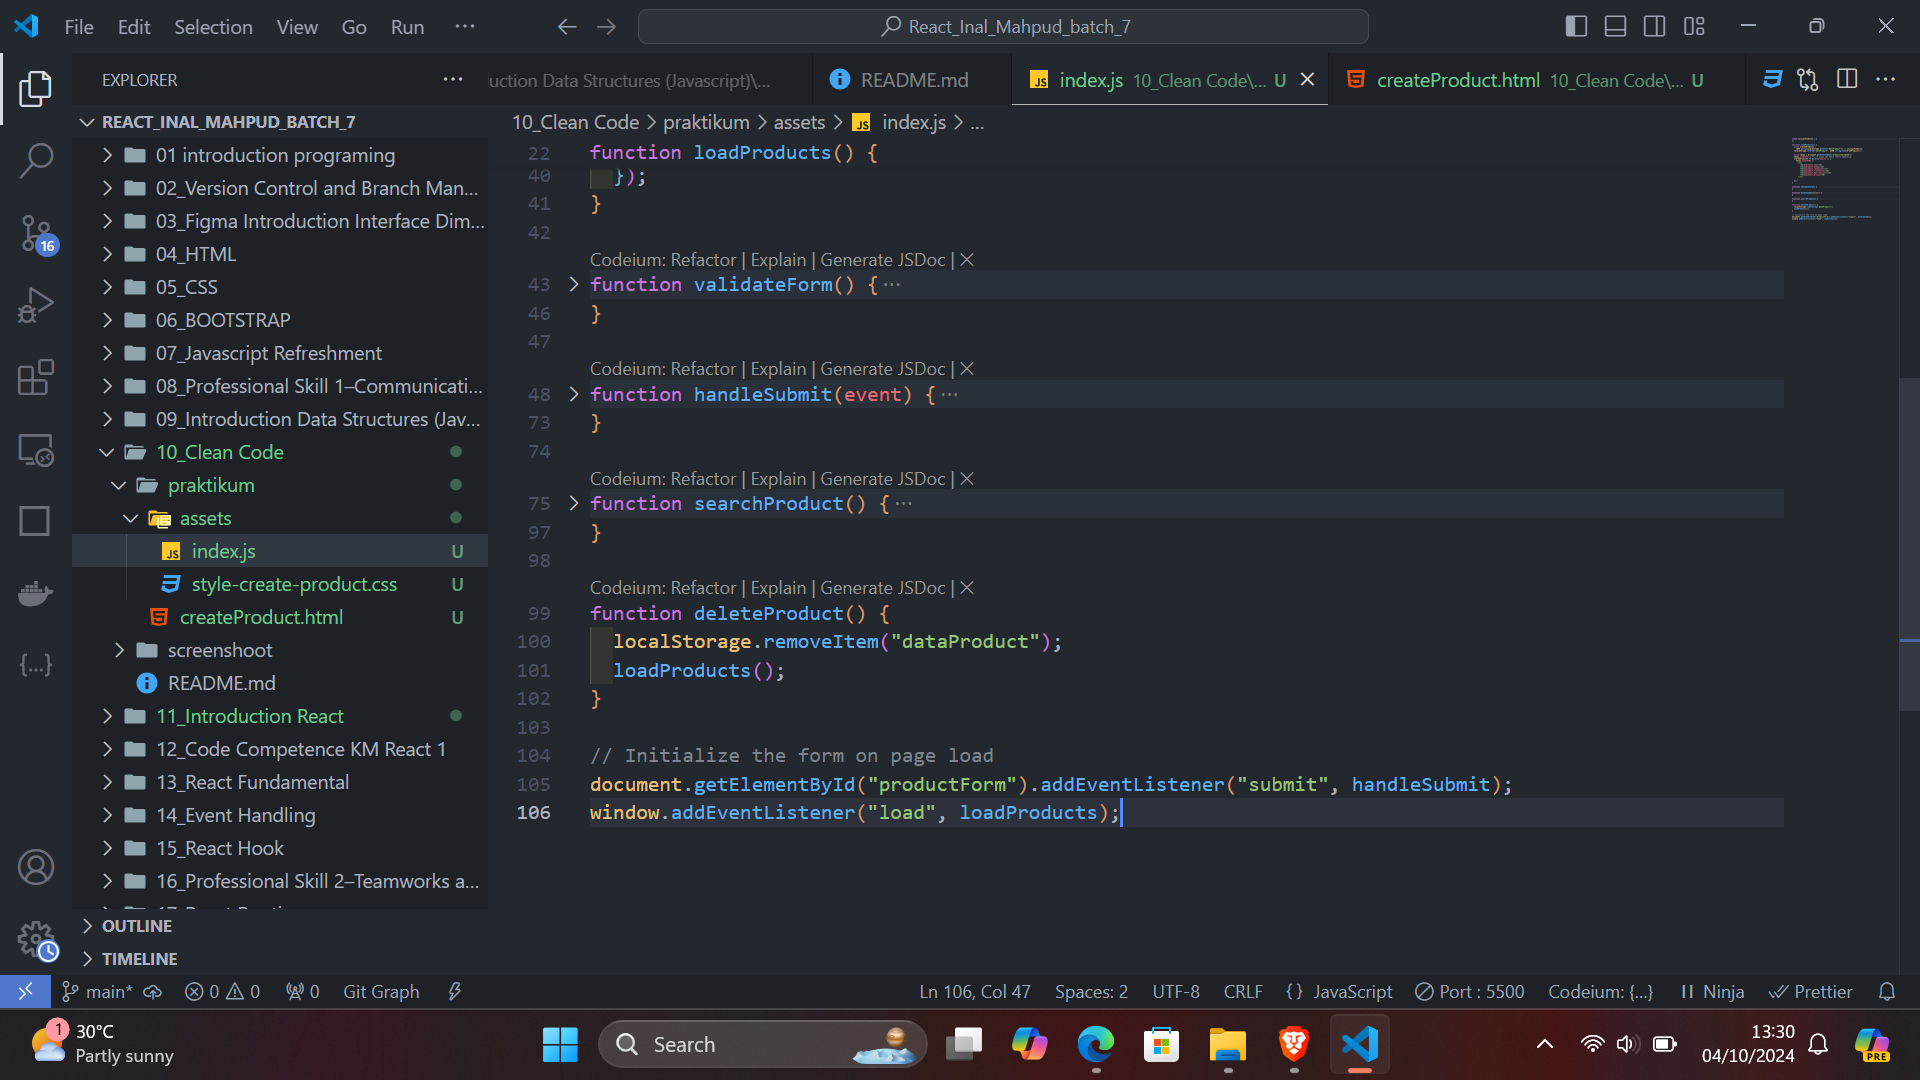 File Edit Selection View Go Run ···
React_Inal_Mahpud_batch_7
EXPLORER ···
uction Data Structures (Javascript)\...
README.md
JS index.js 10_Clean Code\... U
createProduct.html 10_Clean Code\... U
REACT_INAL_MAHPUD_BATCH_7
01 introduction programing
02_Version Control and Branch Man...
03_Figma Introduction Interface Dim...
04_HTML
05_CSS
06_BOOTSTRAP
07_Javascript Refreshment
08_Professional Skill 1–Communicati...
09_Introduction Data Structures (Jav...
10_Clean Code
praktikum
assets
JS index.js U
style-create-product.css U
createProduct.html U
screenshoot
README.md
11_Introduction React
12_Code Competence KM React 1
13_React Fundamental
14_Event Handling
15_React Hook
16_Professional Skill 2–Teamworks a...
OUTLINE
TIMELINE
16
10_Clean Code > praktikum > assets > JS index.js > ...
22 function loadProducts() {
40 });
41 }
42
Codeium: Refactor | Explain | Generate JSDoc | X
43 function validateForm() {···
46 }
47
Codeium: Refactor | Explain | Generate JSDoc | X
48 function handleSubmit(event) {···
73 }
74
Codeium: Refactor | Explain | Generate JSDoc | X
75 function searchProduct() {···
97 }
98
Codeium: Refactor | Explain | Generate JSDoc | X
99 function deleteProduct() {
100 localStorage.removeItem("dataProduct");
101 loadProducts();
102 }
103
104 // Initialize the form on page load
105 document.getElementById("productForm").addEventListener("submit", handleSubmit);
106 window.addEventListener("load", loadProducts);
main* 0 0 0 Git Graph Ln 106, Col 47 Spaces: 2 UTF-8 CRLF {} JavaScript Port : 5500 Codeium: {...} Ninja Prettier
1 30°C
Partly sunny
Search
13:30
04/10/2024
PRE